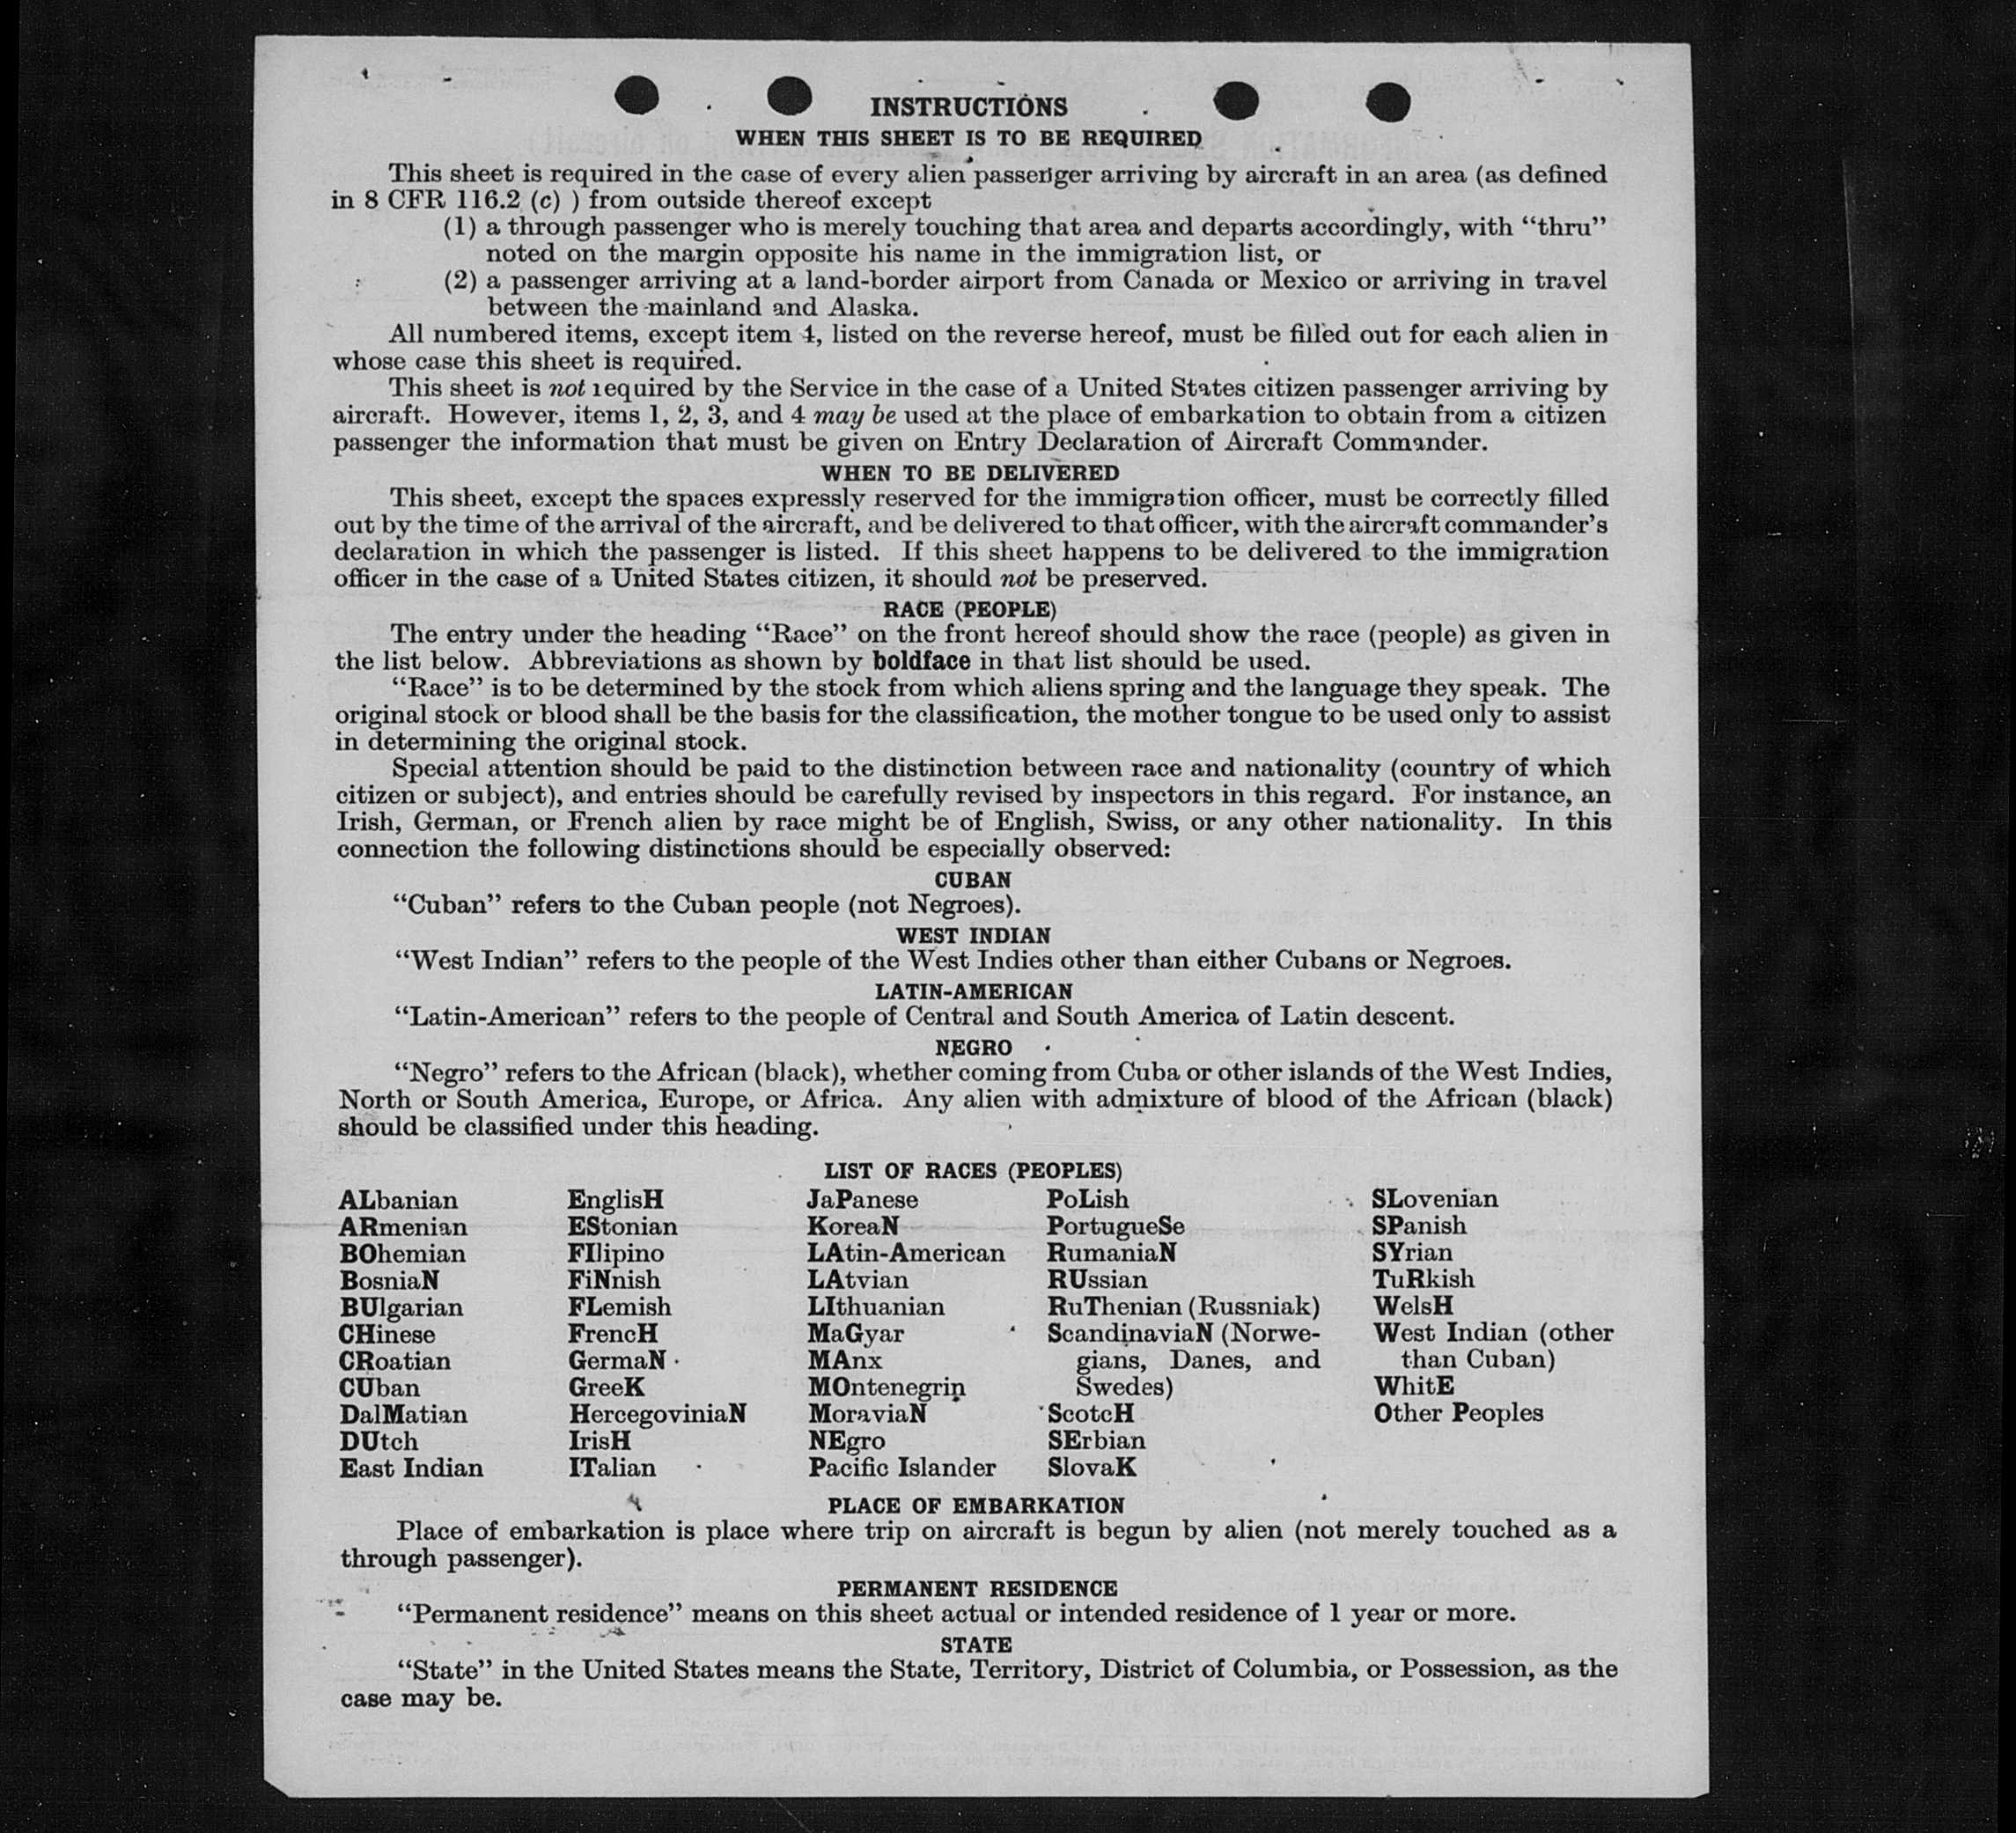 INSTRUCTIONS
WHEN THIS SHEET IS TO BE REQUIRED
This sheet is required in the case of every alien passenger arriving by aircraft in an area (as defined
in 8 CFR 116.2 (c) ) from outside thereof except
(1) a through passenger who is merely touching that area and departs accordingly, with “thru”
noted on the margin opposite his name in the immigration list, or
(2) a passenger arriving at a land-border airport from Canada or Mexico or arriving in travel
between the mainland and Alaska.
All numbered items, except item 4, listed on the reverse hereof, must be filled out for each alien in
whose case this sheet is required.
This sheet is not required by the Service in the case of a United States citizen passenger arriving by
aircraft. However, items 1, 2, 3, and 4 may be used at the place of embarkation to obtain from a citizen
passenger the information that must be given on Entry Declaration of Aircraft Commander.
WHEN TO BE DELIVERED
This sheet, except the spaces expressly reserved for the immigration officer, must be correctly filled
out by the time of the arrival of the aircraft, and be delivered to that officer, with the aircraft commander’s
declaration in which the passenger is listed. If this sheet happens to be delivered to the immigration
officer in the case of a United States citizen, it should not be preserved.
RACE (PEOPLE)
The entry under the heading “Race” on the front hereof should show the race (people) as given in
the list below. Abbreviations as shown by boldface in that list should be used.
“Race” is to be determined by the stock from which aliens spring and the language they speak. The
original stock or blood shall be the basis for the classification, the mother tongue to be used only to assist
in determining the original stock.
Special attention should be paid to the distinction between race and nationality (country of which
citizen or subject), and entries should be carefully revised by inspectors in this regard. For instance, an
Irish, German, or French alien by race might be of English, Swiss, or any other nationality. In this
connection the following distinctions should be especially observed:
CUBAN
“Cuban” refers to the Cuban people (not Negroes).
WEST INDIAN
“West Indian” refers to the people of the West Indies other than either Cubans or Negroes.
LATIN-AMERICAN
“Latin-American” refers to the people of Central and South America of Latin descent.
NEGRO
“Negro” refers to the African (black), whether coming from Cuba or other islands of the West Indies,
North or South America, Europe, or Africa. Any alien with admixture of blood of the African (black)
should be classified under this heading.
LIST OF RACES (PEOPLES)
ALbanian EnglisH JaPanese PoLish SLovenian
ARmenian EStonian KoreaN PortugueSe SPanish
BOhemian FIlipino LAtin-American RumaniaN SYrian
BosniaN FiNnish LAtvian RUssian TuRkish
BUlgarian FLemish LIthuanian RuThenian (Russniak) WelsH
CHinese FrencH MaGyar ScandinaviaN (Norwe- West Indian (other
CRoatian GermaN MAnx gians, Danes, and than Cuban)
CUban GreeK MOntenegrin Swedes) WhitE
DalMatian HercegoviniaN MoraviaN ScotcH Other Peoples
DUtch IrisH NEgro SErbian
East Indian ITalian Pacific Islander SlovaK
PLACE OF EMBARKATION
Place of embarkation is place where trip on aircraft is begun by alien (not merely touched as a
through passenger).
PERMANENT RESIDENCE
“Permanent residence” means on this sheet actual or intended residence of 1 year or more.
STATE
“State” in the United States means the State, Territory, District of Columbia, or Possession, as the
case may be.